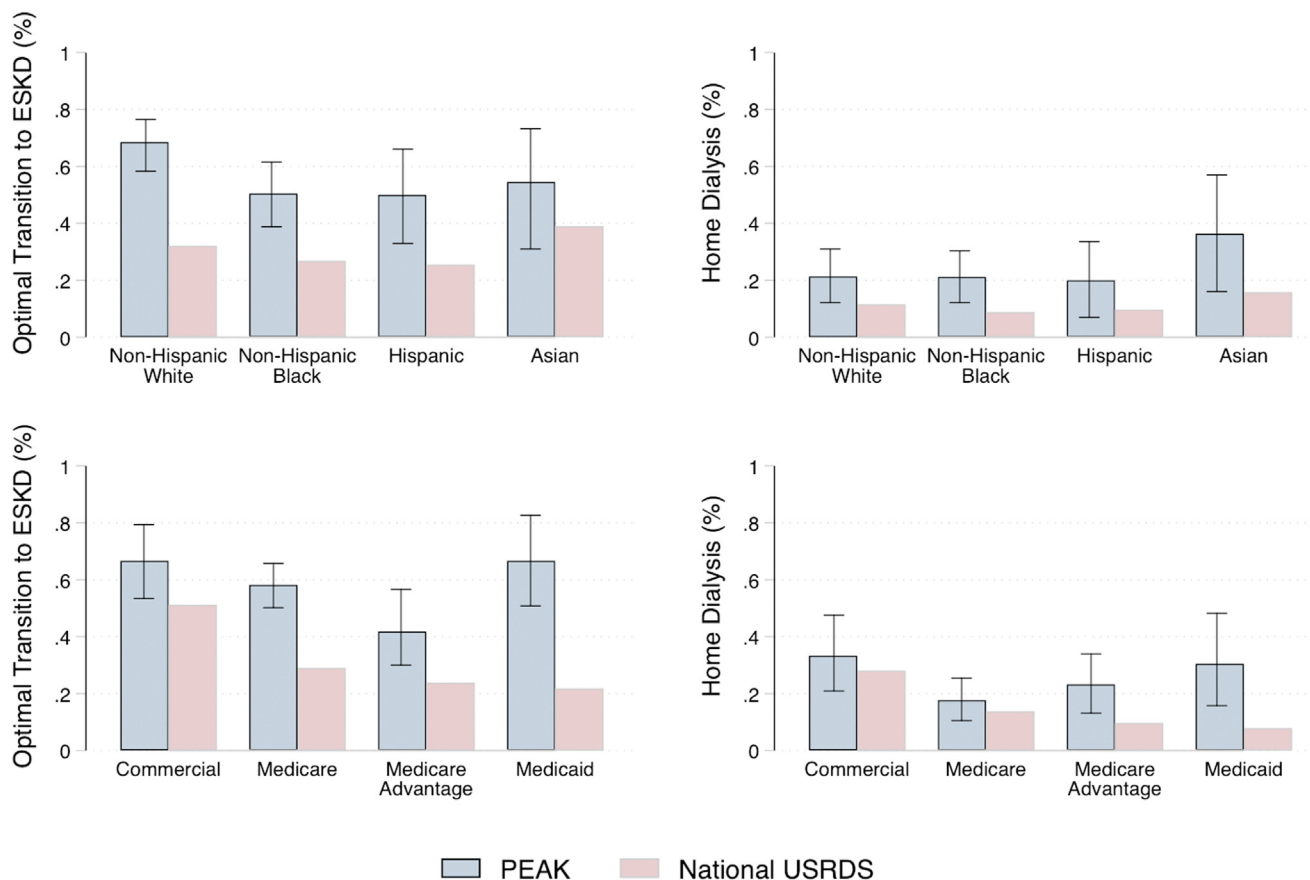 Optimal Transition to ESKD (%)
1
.8
.6
.4
.2
0
Non-Hispanic White
Non-Hispanic Black
Hispanic
Asian
Home Dialysis (%)
1
.8
.6
.4
.2
0
Non-Hispanic White
Non-Hispanic Black
Hispanic
Asian
Optimal Transition to ESKD (%)
1
.8
.6
.4
.2
0
Commercial
Medicare
Medicare Advantage
Medicaid
Home Dialysis (%)
1
.8
.6
.4
.2
0
Commercial
Medicare
Medicare Advantage
Medicaid
PEAK
National USRDS